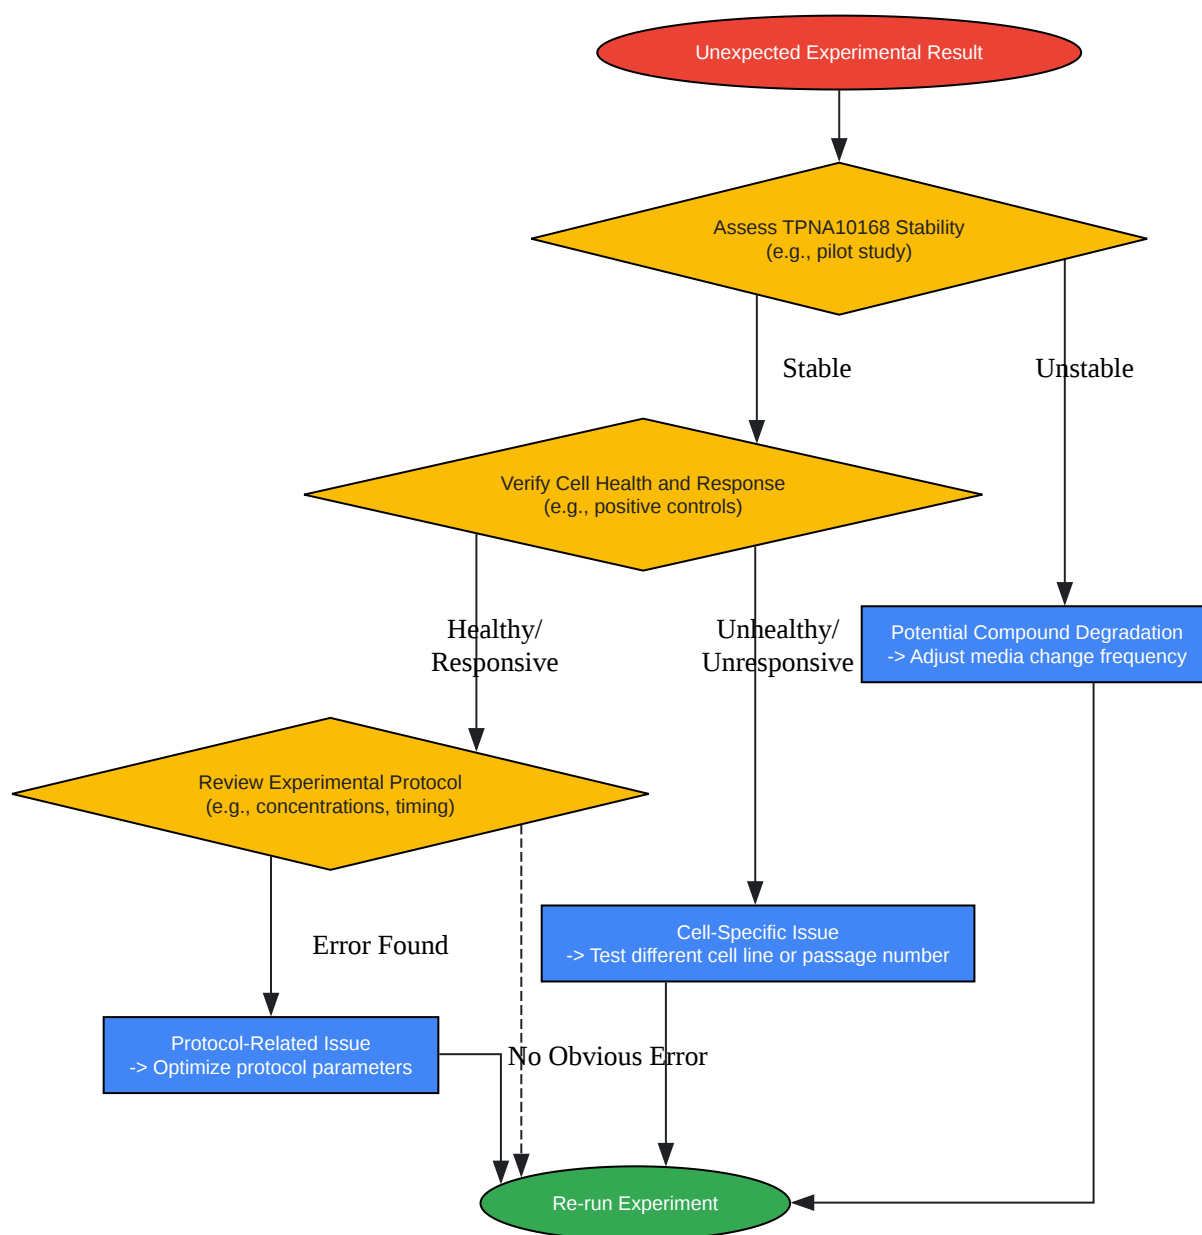 Unexpected Experimental Result
Assess TPNA10168 Stability
(e.g., pilot study)
Stable
Unstable
Verify Cell Health and Response
(e.g., positive controls)
Healthy/
Responsive
Unhealthy/
Unresponsive
Potential Compound Degradation
-> Adjust media change frequency
Review Experimental Protocol
(e.g., concentrations, timing)
Error Found
Cell-Specific Issue
-> Test different cell line or passage number
Protocol-Related Issue
-> Optimize protocol parameters
No Obvious Error
Re-run Experiment